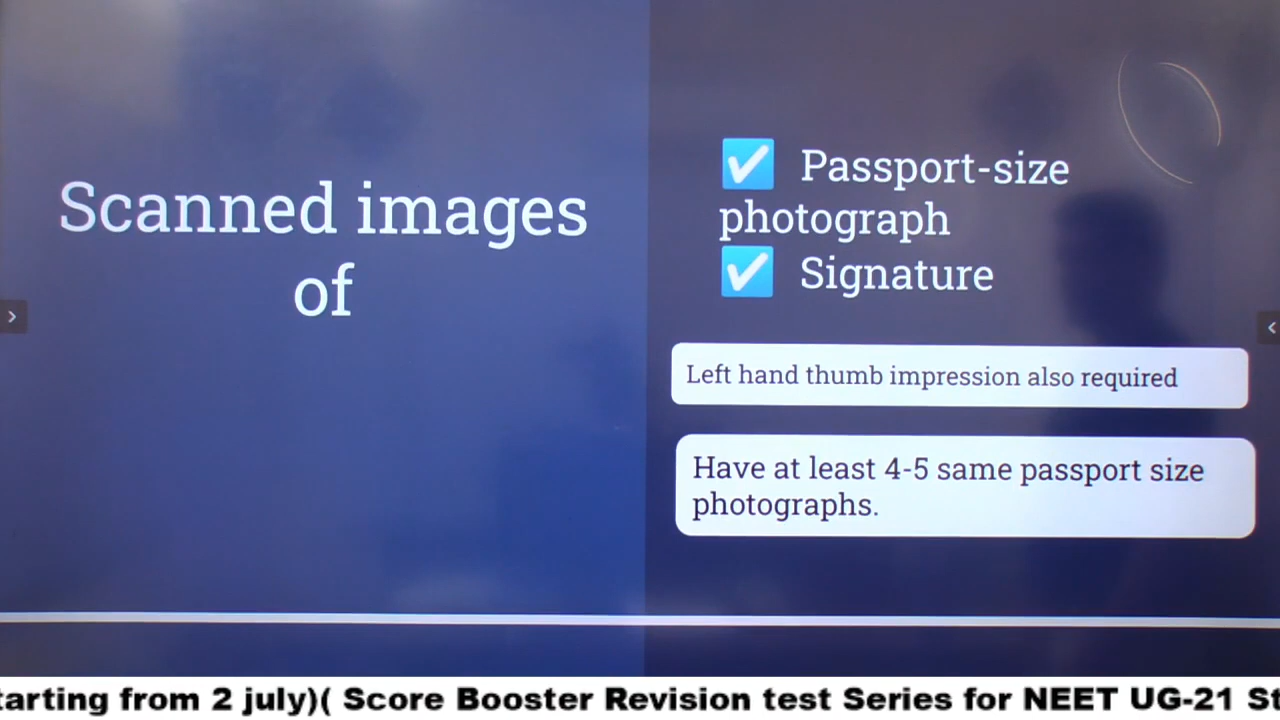 Scanned images
of
✅ Passport-size
photograph
✅ Signature
Left hand thumb impression also required
Have at least 4-5 same passport size
photographs.
tarting from 2 july)( Score Booster Revision test Series for NEET UG-21 St